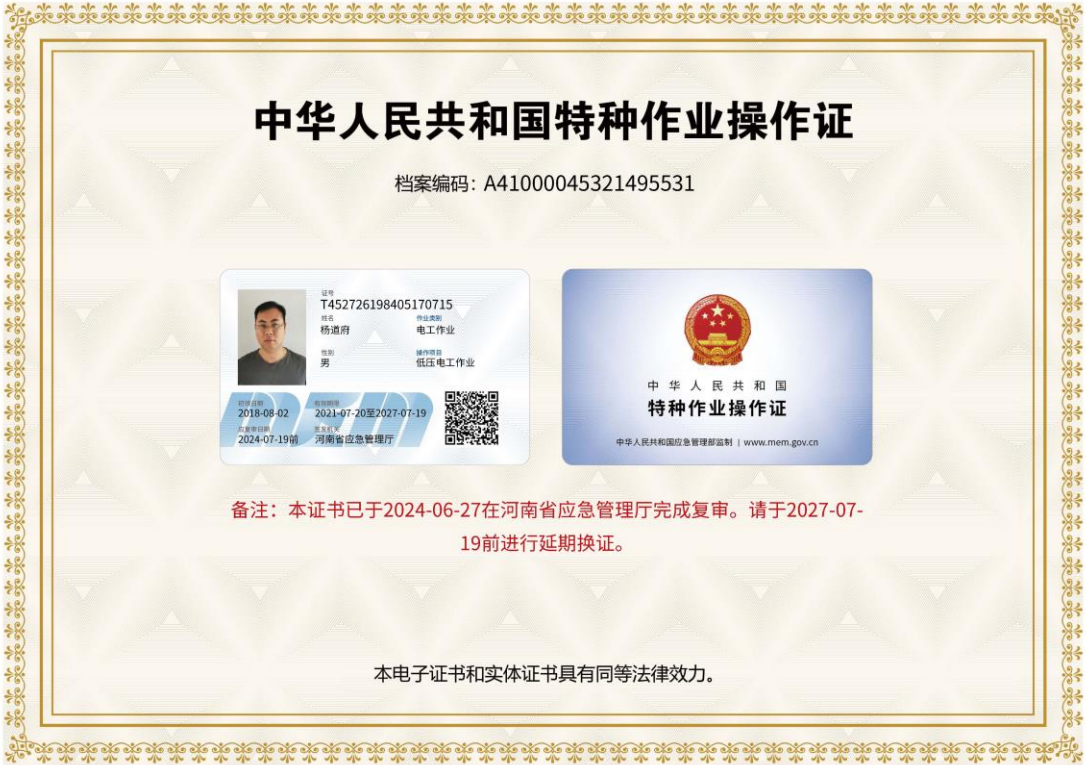 中华人民共和国特种作业操作证
档案编码：A41000045321495531
证号
T452726198405170715
姓名
杨道府
作业类别
电工作业
性别
男
操作项目
低压电工作业
初领日期
2018-08-02
有效期限
2021-07-20至2027-07-19
应复审日期
2024-07-19前
签发机关
河南省应急管理厅
中华人民共和国
特种作业操作证
中华人民共和国应急管理部监制 | www.mem.gov.cn
备注：本证书已于2024-06-27在河南省应急管理厅完成复审。请于2027-07-
19前进行延期换证。
本电子证书和实体证书具有同等法律效力。